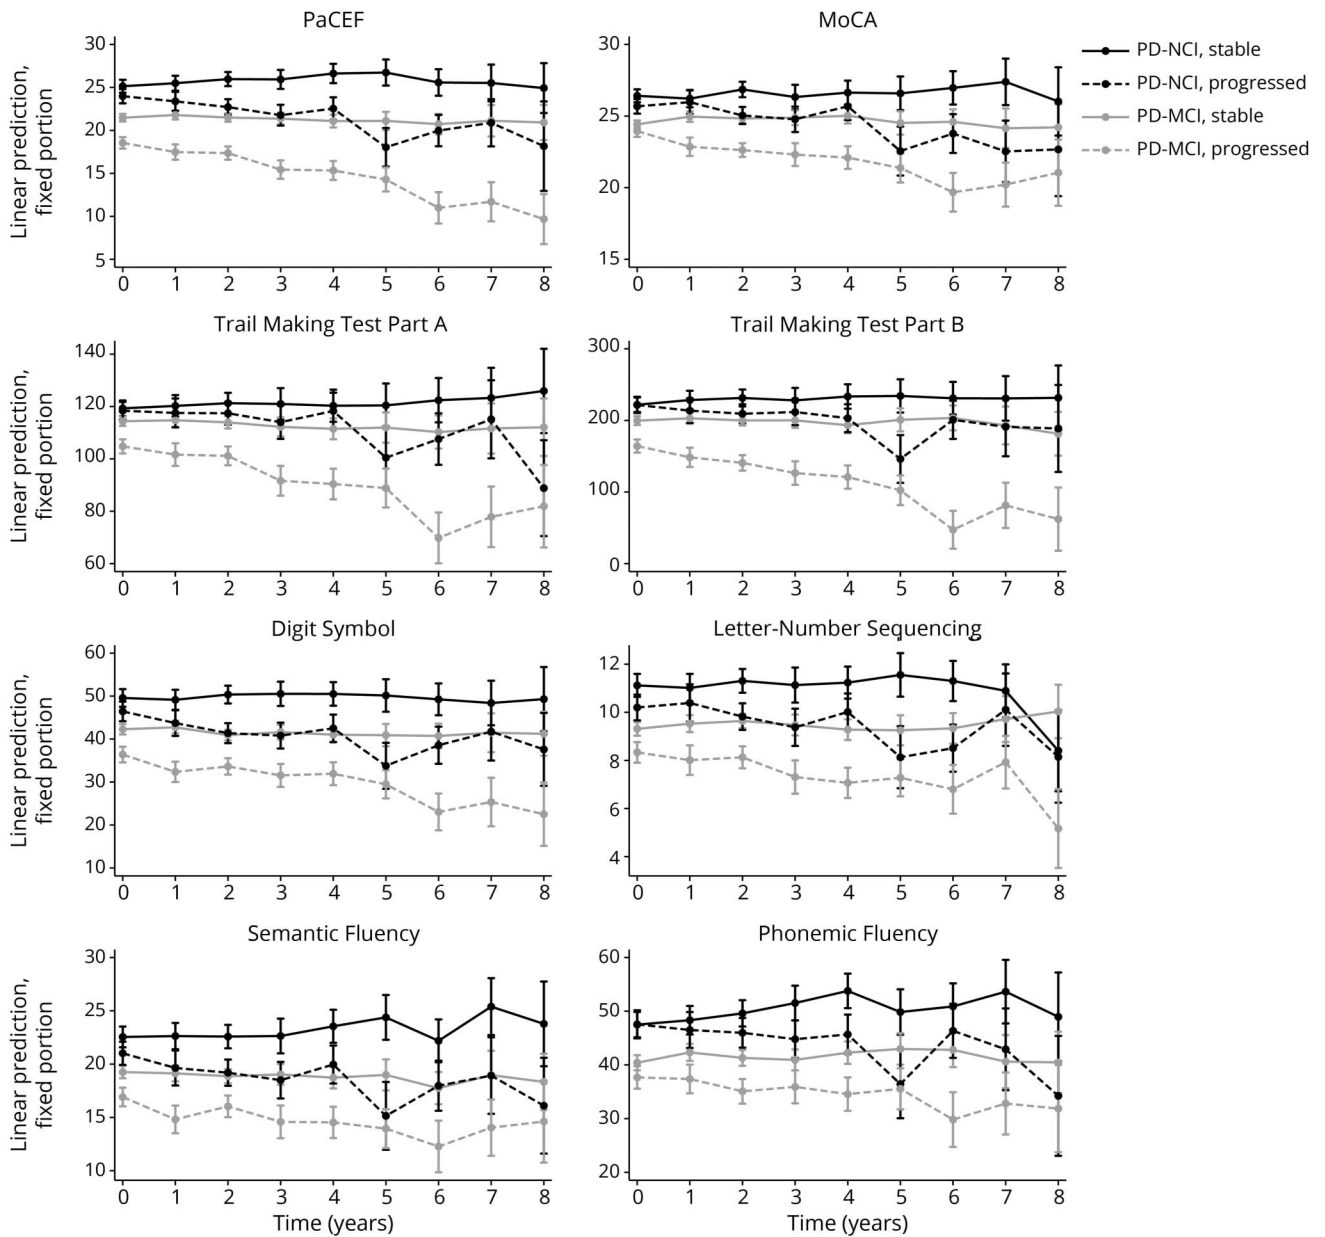 PaCEF
MoCA
PD-NCI, stable
PD-NCI, progressed
PD-MCI, stable
PD-MCI, progressed
Linear prediction,
fixed portion
30
25
20
15
10
5
0 1 2 3 4 5 6 7 8
30
25
20
15
0 1 2 3 4 5 6 7 8
Trail Making Test Part A
Trail Making Test Part B
Linear prediction,
fixed portion
140
120
100
80
60
0 1 2 3 4 5 6 7 8
300
200
100
0
0 1 2 3 4 5 6 7 8
Digit Symbol
Letter-Number Sequencing
Linear prediction,
fixed portion
60
50
40
30
20
10
0 1 2 3 4 5 6 7 8
12
10
8
6
4
0 1 2 3 4 5 6 7 8
Semantic Fluency
Phonemic Fluency
Linear prediction,
fixed portion
30
25
20
15
10
0 1 2 3 4 5 6 7 8
Time (years)
60
50
40
30
20
0 1 2 3 4 5 6 7 8
Time (years)